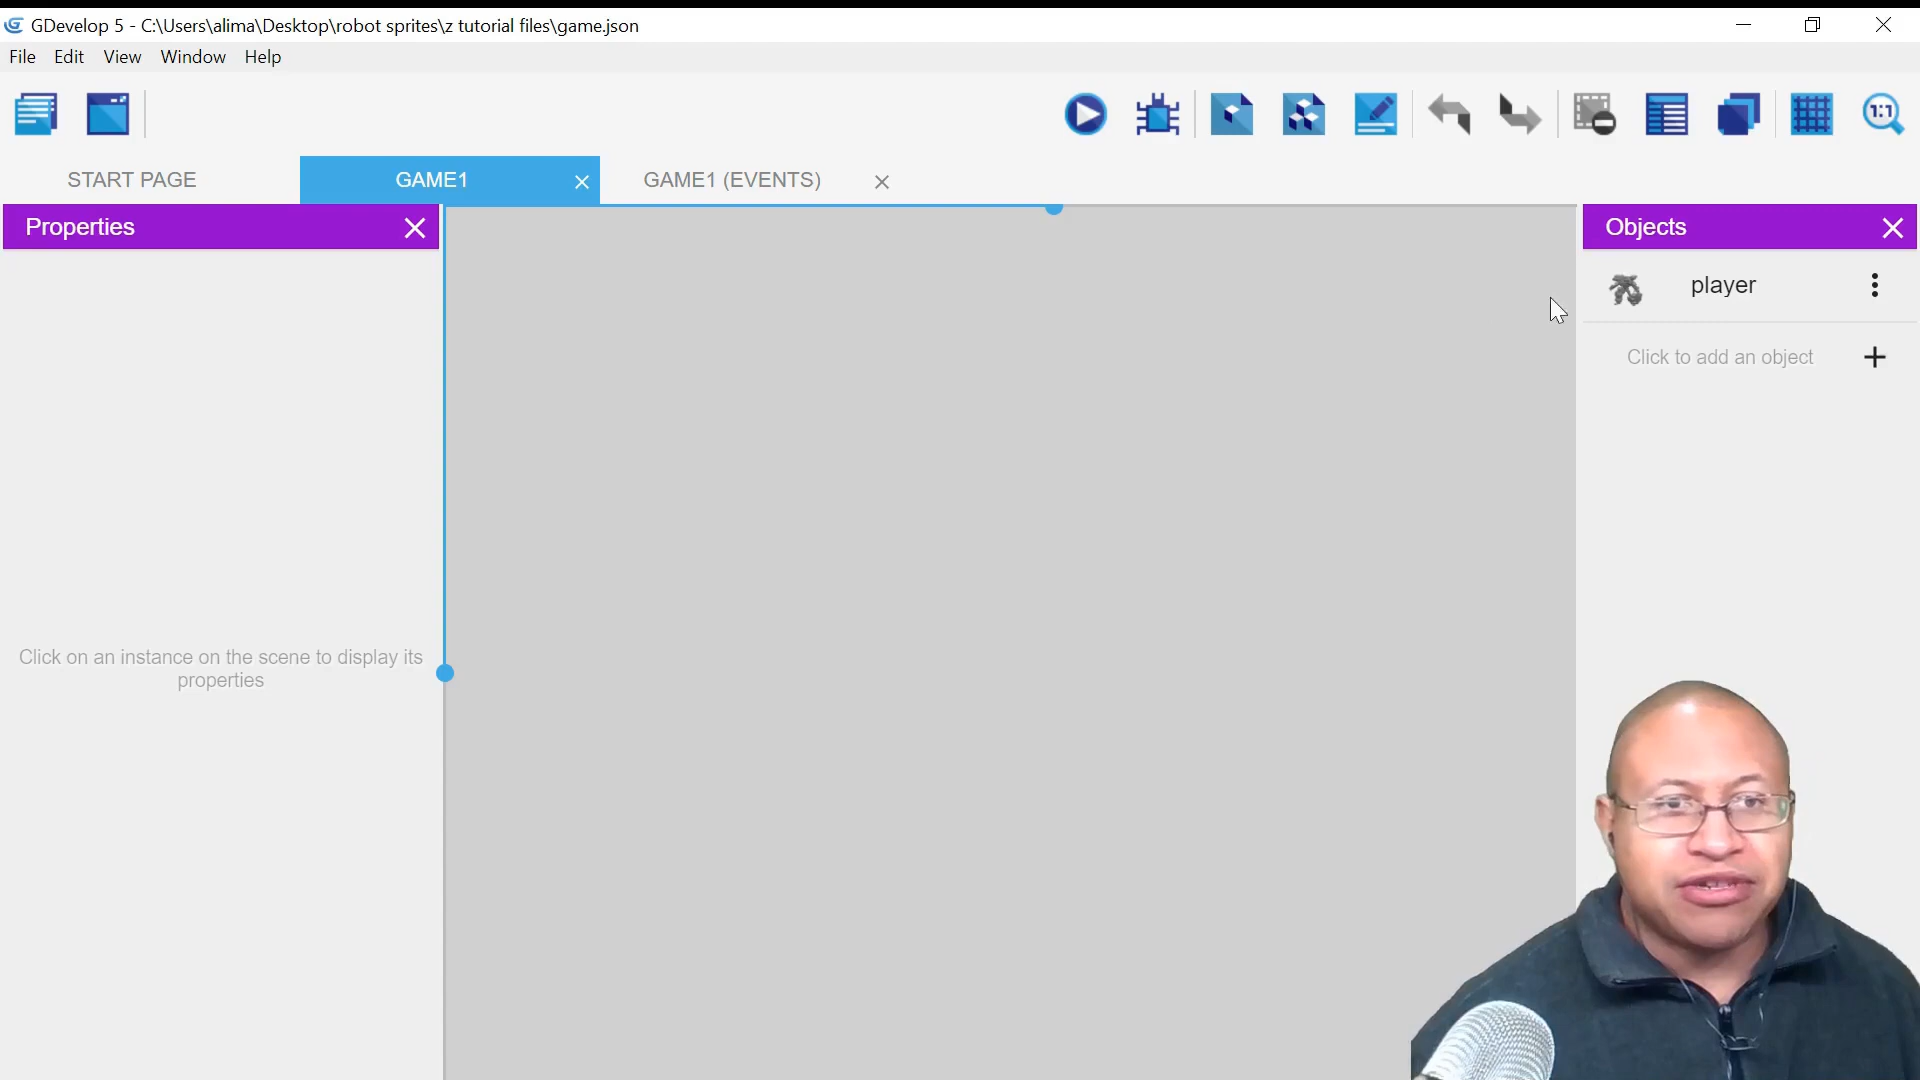 GDevelop 5 - C:\Users\alima\Desktop\robot sprites\z tutorial files\game.json
File Edit View Window Help
1:1
START PAGE
GAME1
GAME1 (EVENTS)
Properties
Objects
player
Click to add an object
Click on an instance on the scene to display its
properties